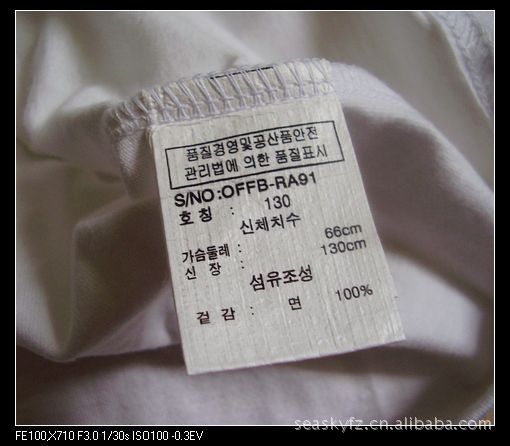 품질경영및공산품안전
관리법에 의한 품질표시
S/NO:OFFB-RA91
호 칭 : 130
신체치수
가슴둘레 : 66cm
신 장 : 130cm
섬유조성
겉 감 : 면 100%
seaskyfz.cn.alibaba.com
FE100,X710 F3.0 1/30s ISO100 -0.3EV